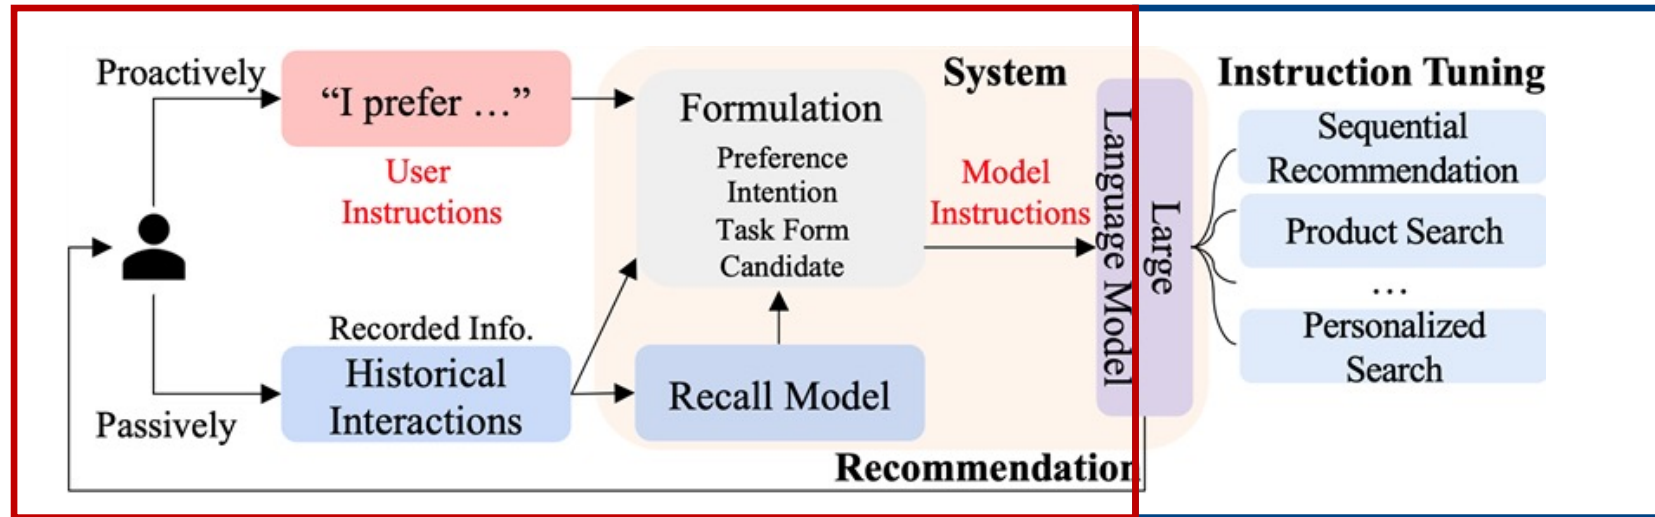 Proactively
“I prefer …”
User
Instructions
Passively
Recorded Info.
Historical
Interactions
System
Formulation
Preference
Intention
Task Form
Candidate
Recall Model
Model
Instructions
Large
Language Model
Recommendation
Instruction Tuning
Sequential
Recommendation
Product Search
…
Personalized
Search